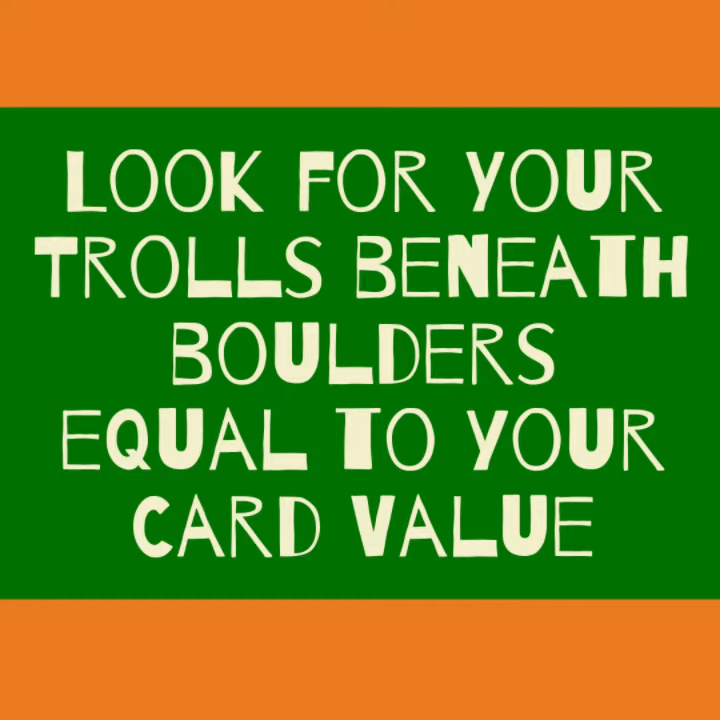 LOOK FOR YOUR
TROLLS BENEATH
BOULDERS
EQUAL TO YOUR
CARD VALUE